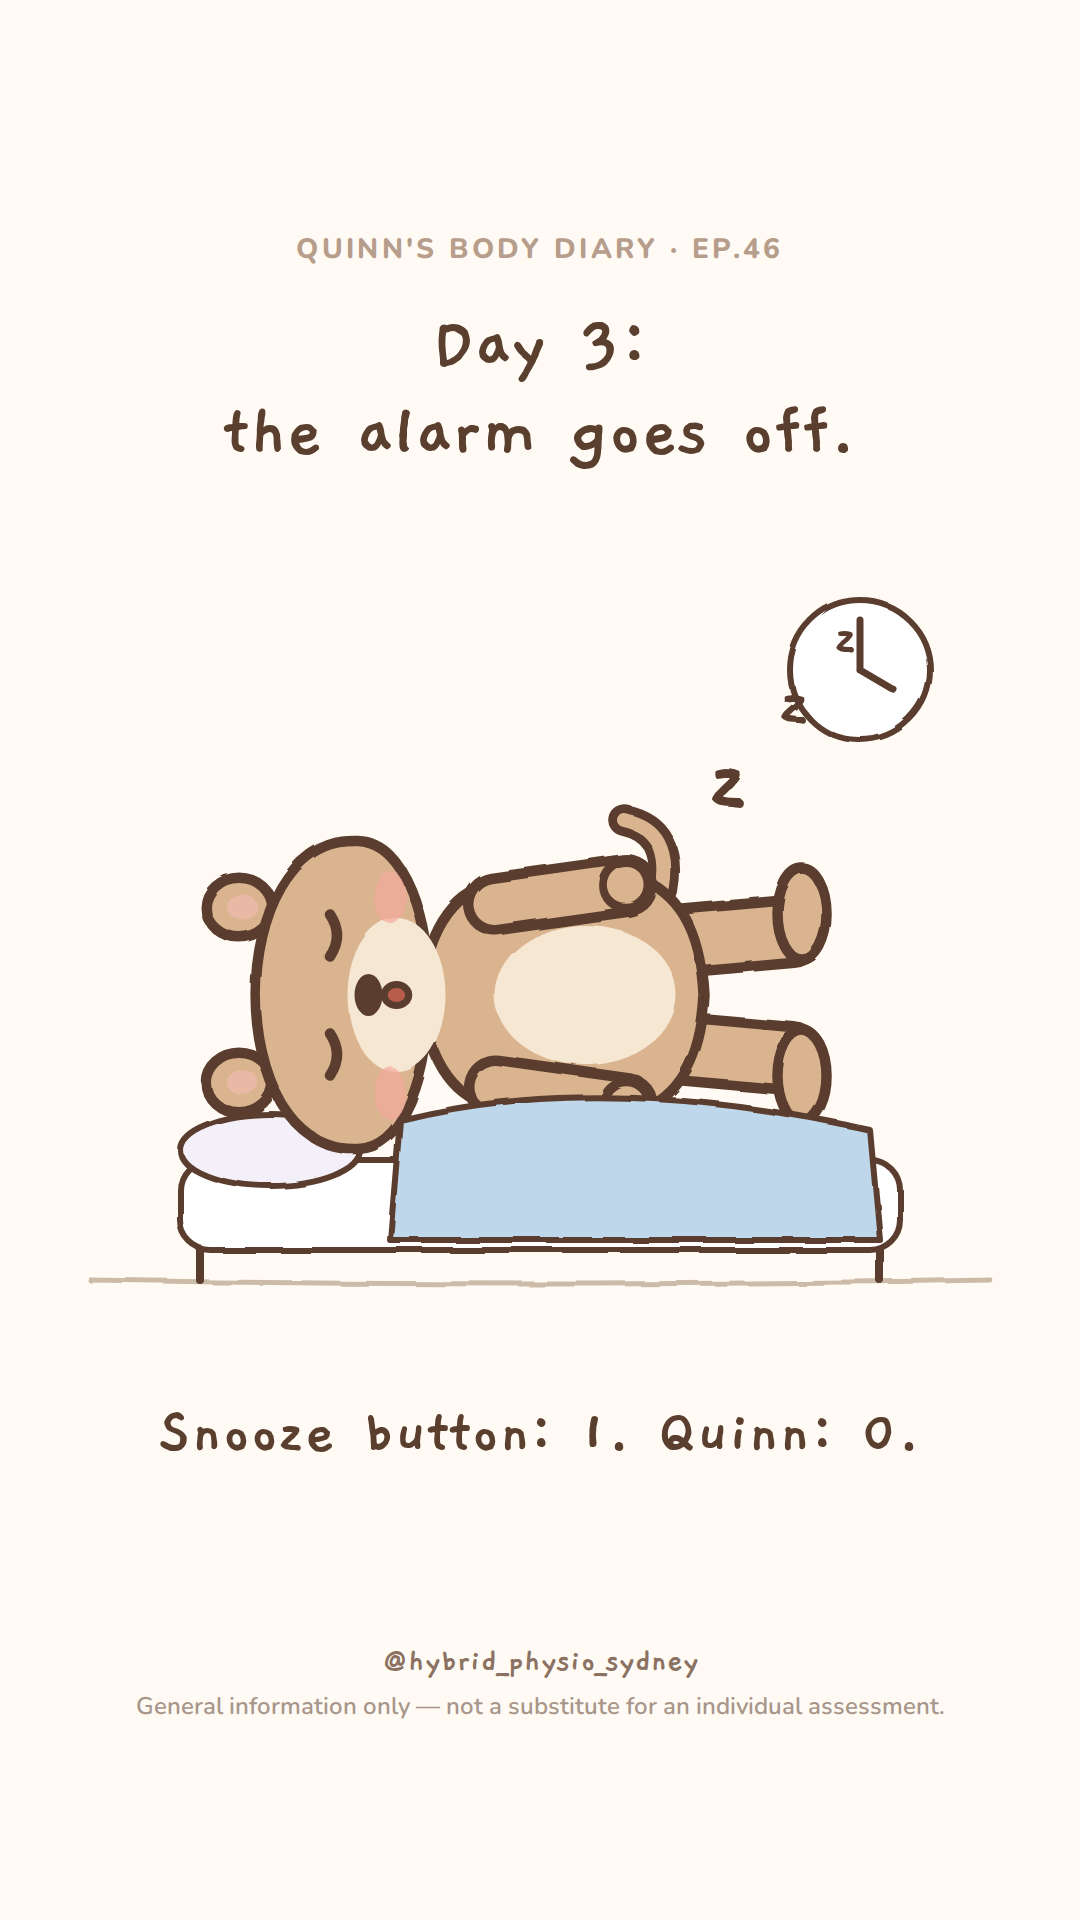 QUINN'S BODY DIARY · EP.46
Day 3:
the alarm goes off.
z
z
z
Snooze button: 1. Quinn: 0.
@hybrid_physio_sydney
General information only — not a substitute for an individual assessment.